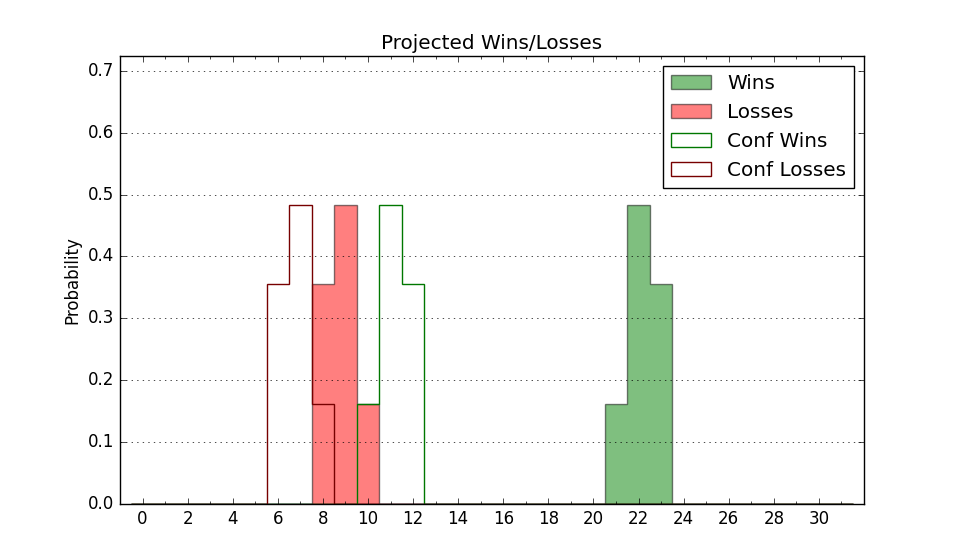 Projected Wins/Losses
0.7
0.6
0.5
0.4
0.3
0.2
0.1
0.0
Probability
Wins
Losses
Conf Wins
Conf Losses
0 2 4 6 8 10 12 14 16 18 20 22 24 26 28 30